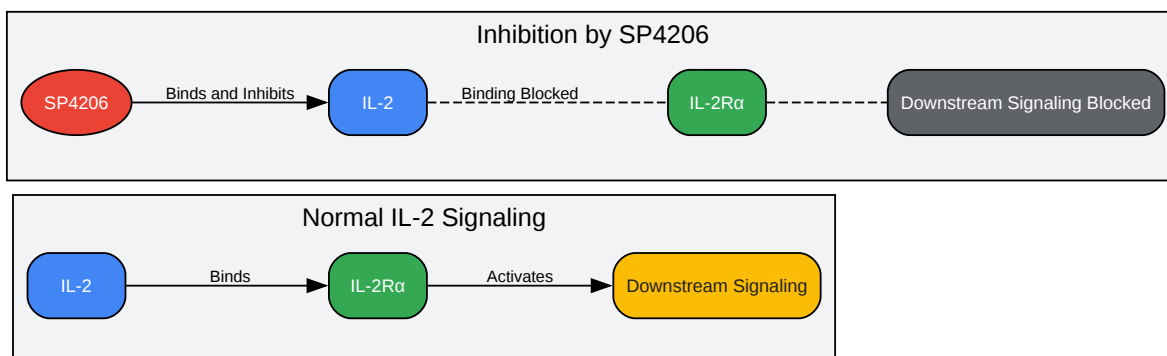 Inhibition by SP4206
SP4206
Binds and Inhibits
IL-2
Binding Blocked
IL-2Rα
Downstream Signaling Blocked
Normal IL-2 Signaling
IL-2
Binds
IL-2Rα
Activates
Downstream Signaling